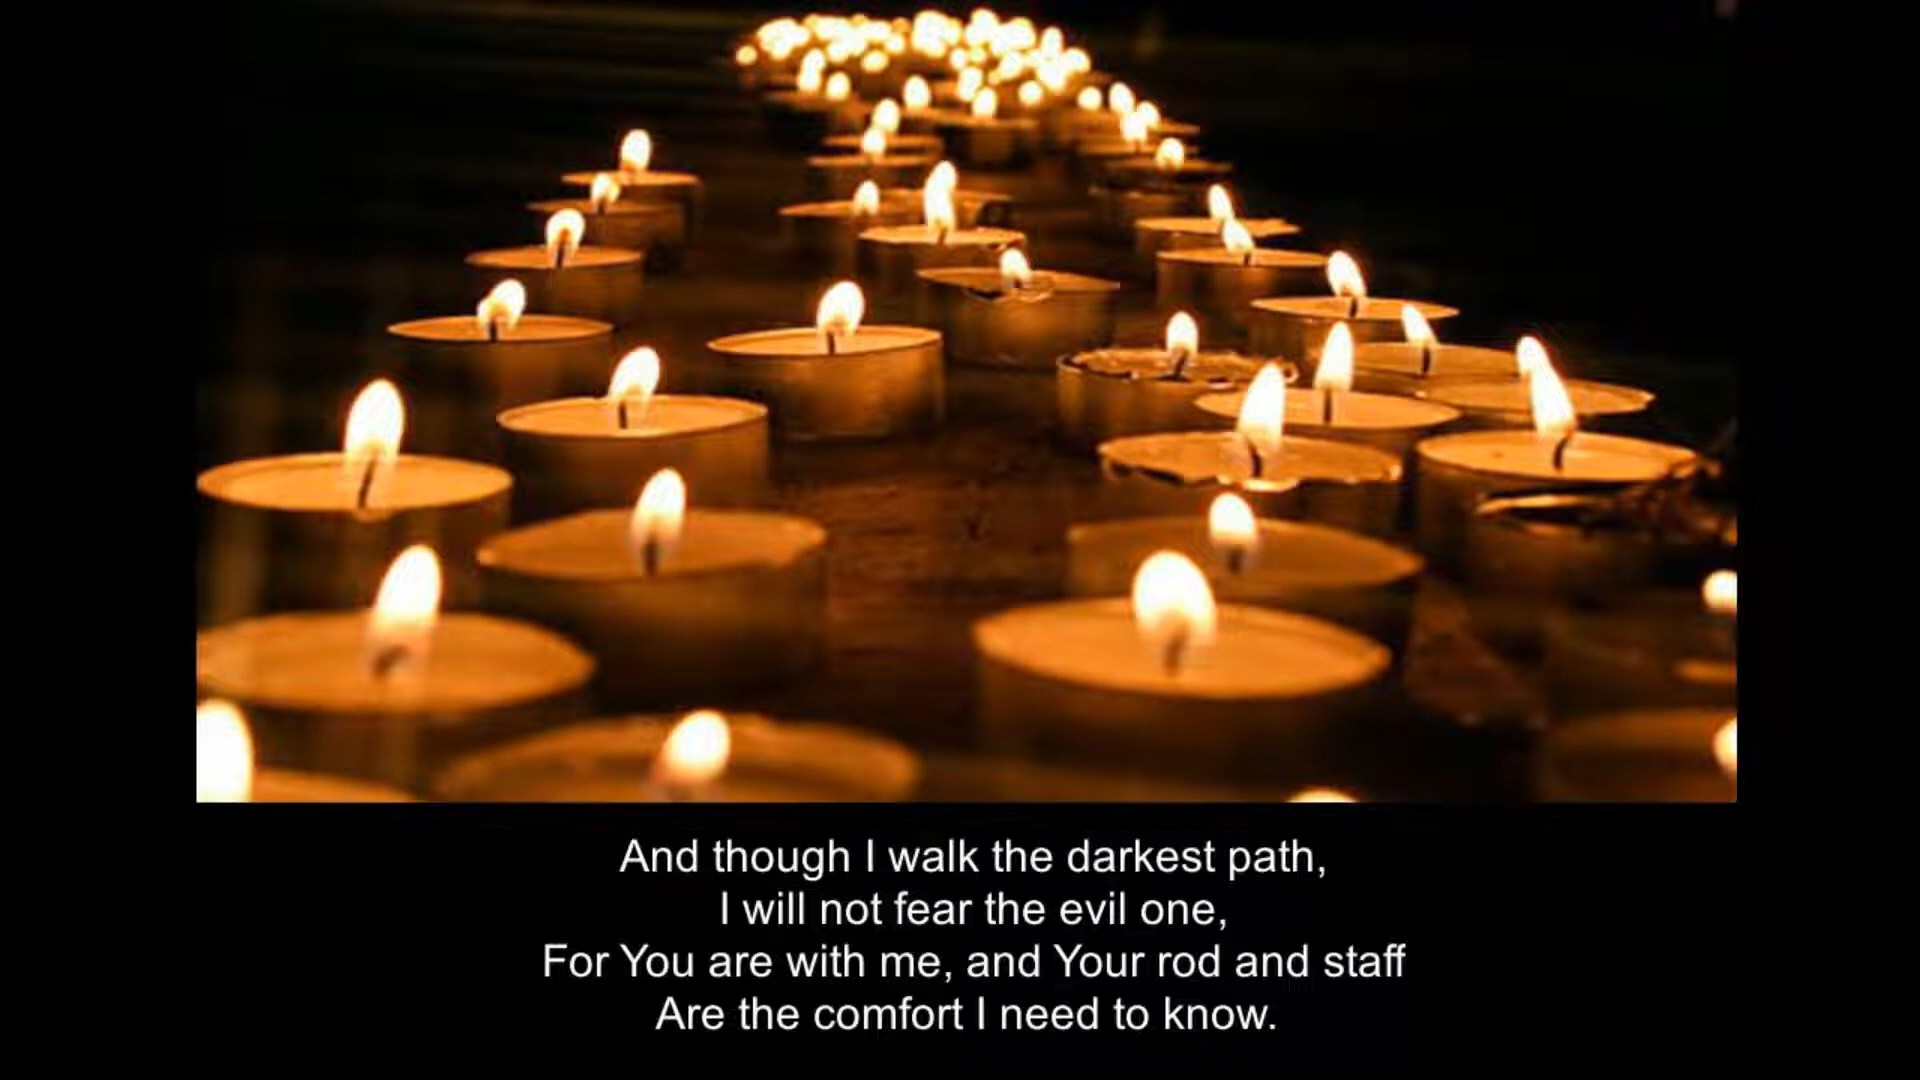 And though I walk the darkest path,
I will not fear the evil one,
For You are with me, and Your rod and staff
Are the comfort I need to know.